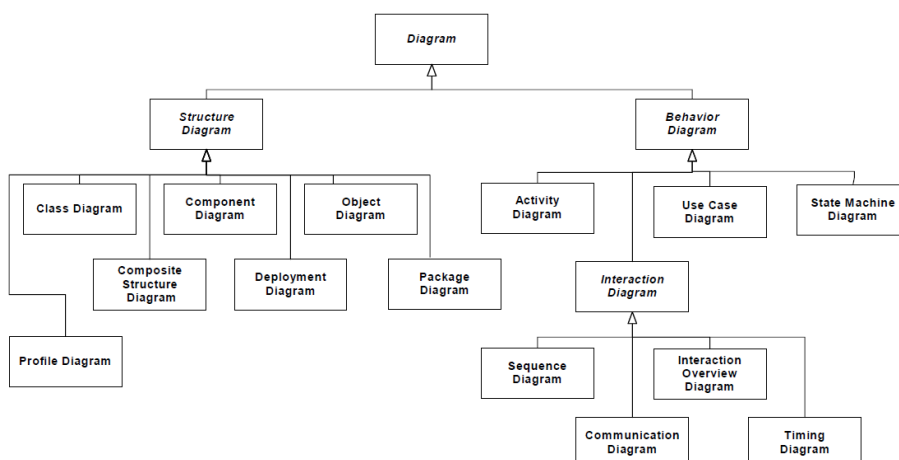 Diagram
Structure
Diagram
Behavior
Diagram
Class Diagram
Component
Diagram
Object
Diagram
Activity
Diagram
Use Case
Diagram
State Machine
Diagram
Composite
Structure
Diagram
Deployment
Diagram
Package
Diagram
Interaction
Diagram
Profile Diagram
Sequence
Diagram
Interaction
Overview
Diagram
Communication
Diagram
Timing
Diagram